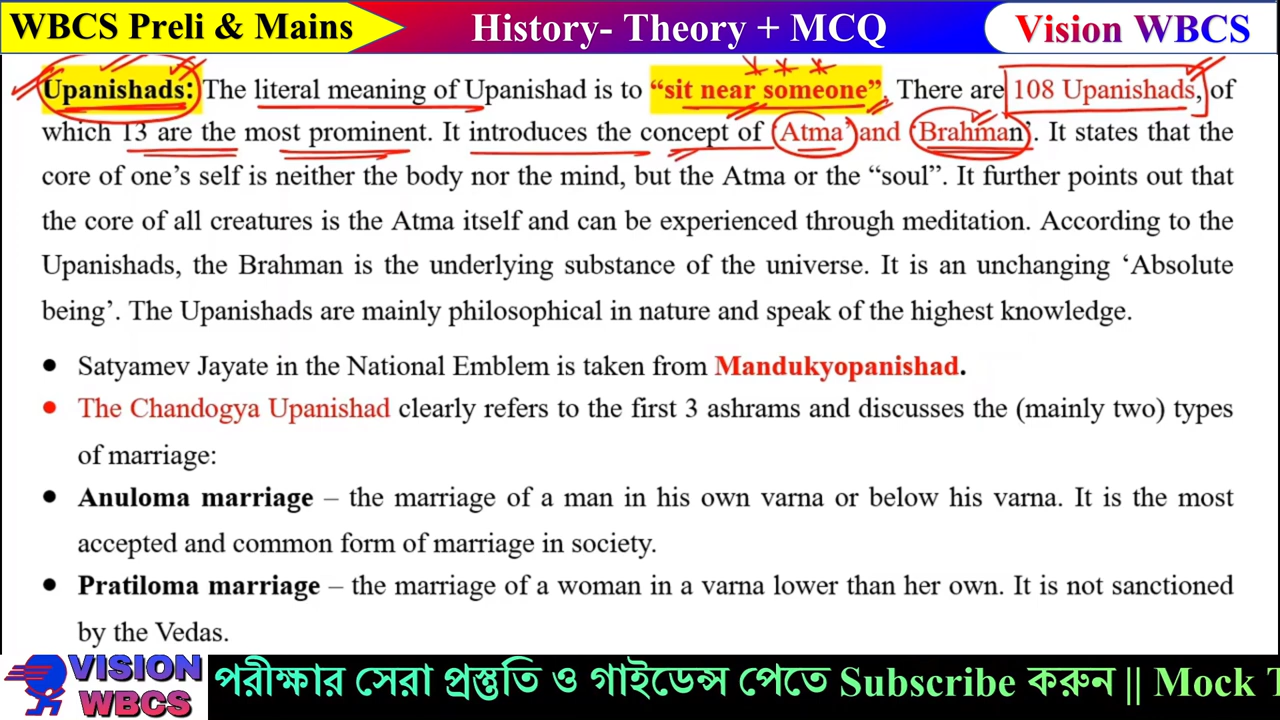 WBCS Preli & Mains
History- Theory + MCQ
Vision WBCS
Upanishads: The literal meaning of Upanishad is to “sit near someone”. There are 108 Upanishads, of
which 13 are the most prominent. It introduces the concept of ‘Atma’ and ‘Brahman’. It states that the
core of one’s self is neither the body nor the mind, but the Atma or the “soul”. It further points out that
the core of all creatures is the Atma itself and can be experienced through meditation. According to the
Upanishads, the Brahman is the underlying substance of the universe. It is an unchanging ‘Absolute
being’. The Upanishads are mainly philosophical in nature and speak of the highest knowledge.
• Satyamev Jayate in the National Emblem is taken from Mandukyopanishad.
• The Chandogya Upanishad clearly refers to the first 3 ashrams and discusses the (mainly two) types
of marriage:
• Anuloma marriage – the marriage of a man in his own varna or below his varna. It is the most
accepted and common form of marriage in society.
• Pratiloma marriage – the marriage of a woman in a varna lower than her own. It is not sanctioned
by the Vedas.
VISION
WBCS
পরীক্ষার সেরা প্রস্তুতি ও গাইডেন্স পেতে Subscribe করুন || Mock